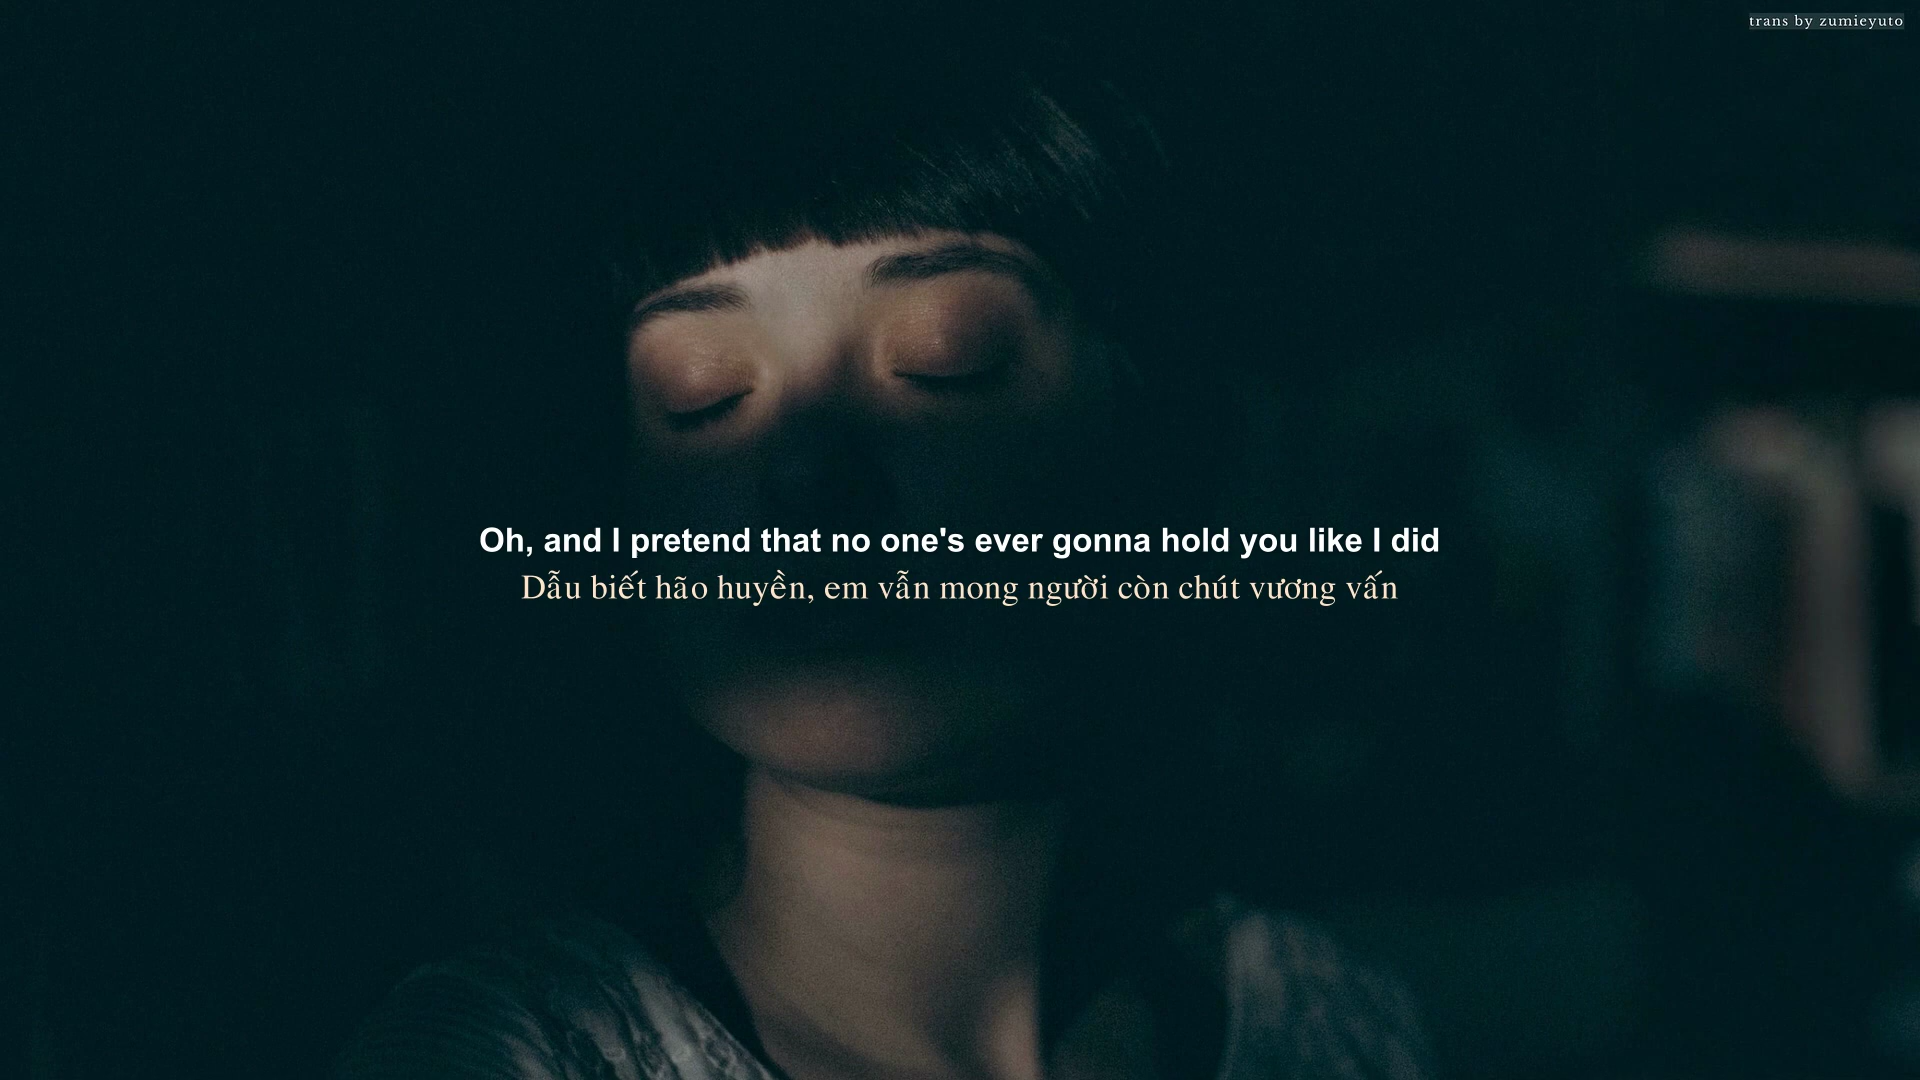 trans by zumieyuto
Oh, and I pretend that no one's ever gonna hold you like I did
Dẫu biết hão huyền, em vẫn mong người còn chút vương vấn